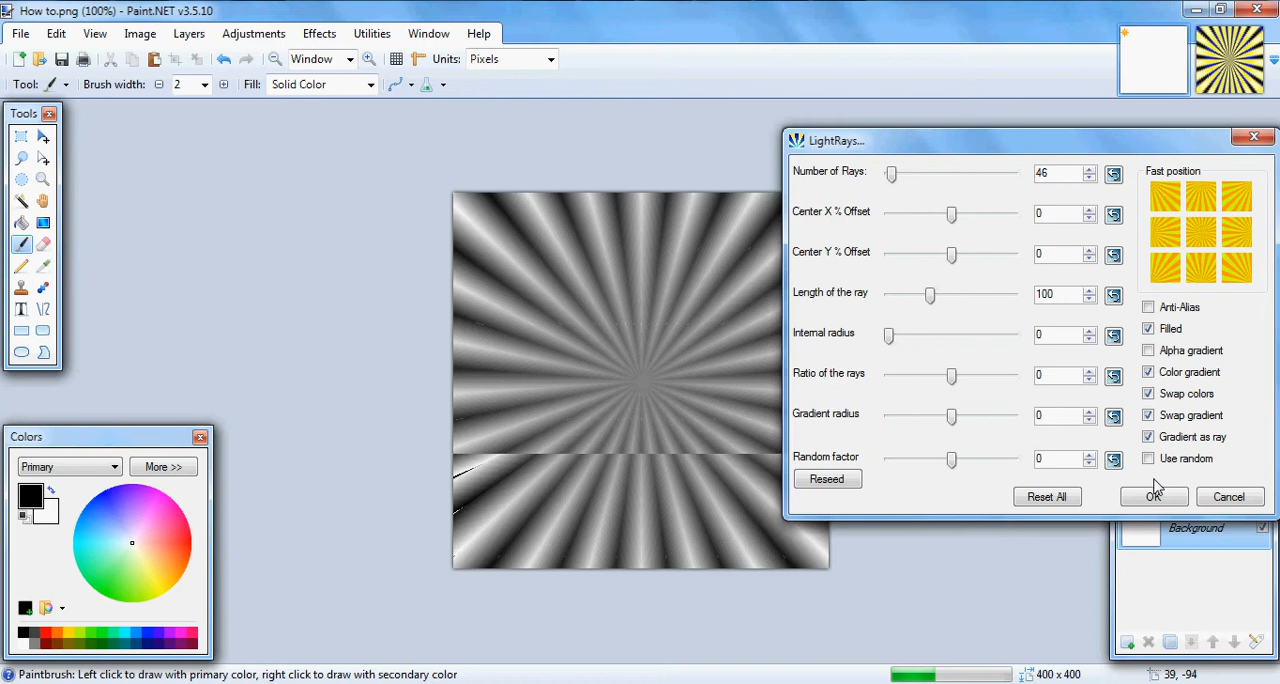 How to.png (100%) - Paint.NET v3.5.10
File Edit View Image Layers Adjustments Effects Utilities Window Help
Window Units: Pixels
Tool: Brush width: 2 Fill: Solid Color
Tools
LightRays...
Number of Rays: 46
Center X % Offset 0
Center Y % Offset 0
Length of the ray 100
Internal radius 0
Ratio of the rays 0
Gradient radius 0
Random factor 0
Reseed
Fast position
Anti-Alias
Filled
Alpha gradient
Color gradient
Swap colors
Swap gradient
Gradient as ray
Use random
Reset All OK Cancel
Colors
Primary More >>
Background
Paintbrush: Left click to draw with primary color, right click to draw with secondary color
400 x 400 39, -94